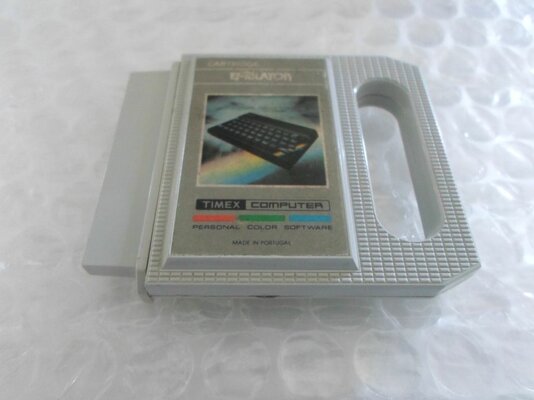 CARTRIDGE
EMULATOR
TIMEX COMPUTER
PERSONAL COLOR SOFTWARE
MADE IN PORTUGAL